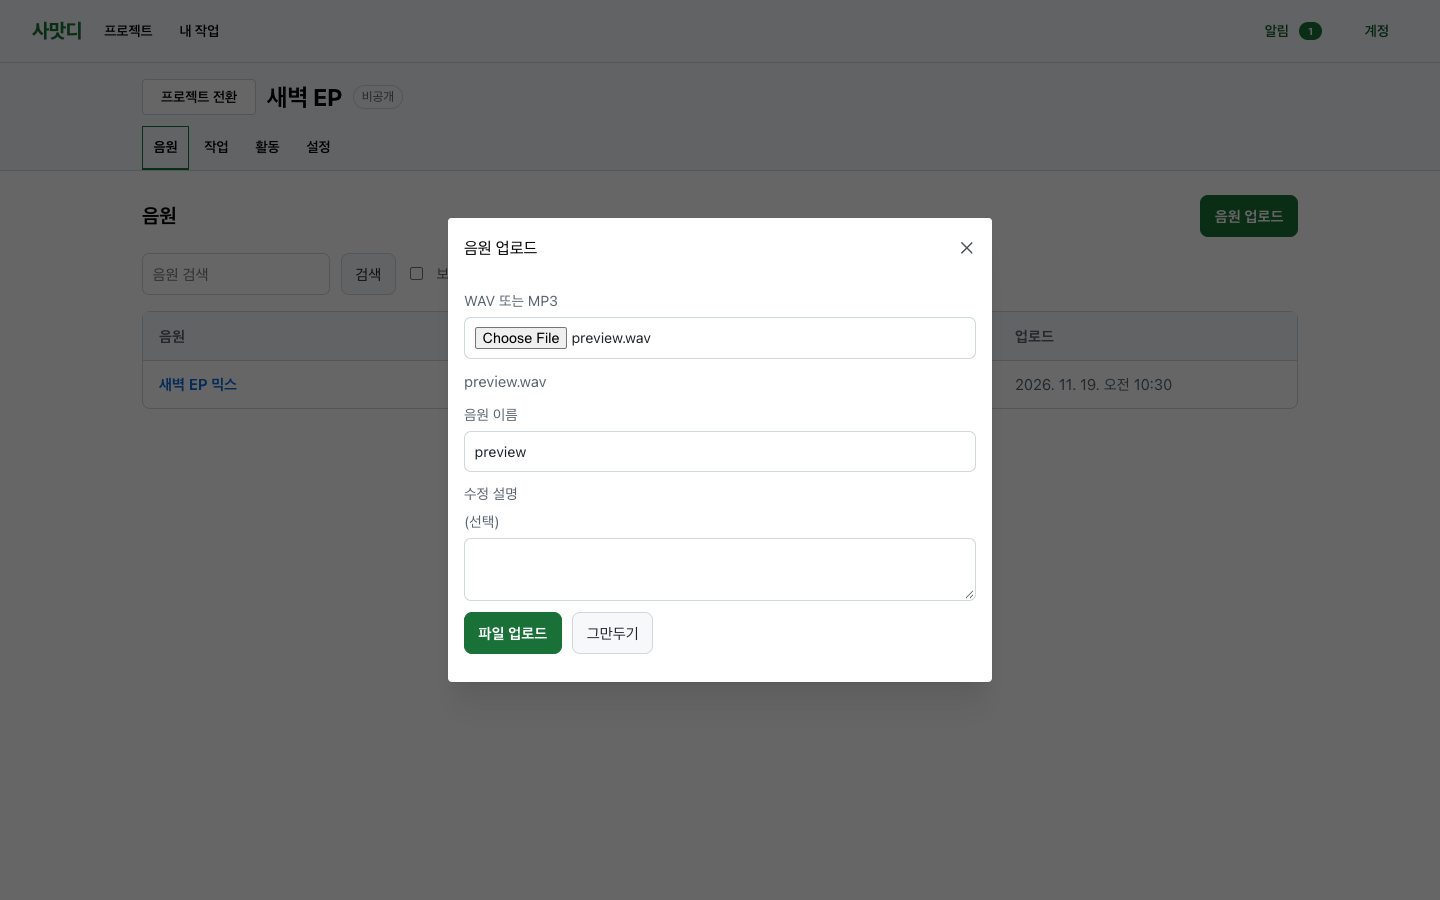 사맛디 프로젝트 내 작업 알림 1 계정
프로젝트 전환 새벽 EP 비공개
음원 작업 활동 설정
음원 음원 업로드
음원 검색 검색 보
음원 업로드
새벽 EP 믹스 2026. 11. 19. 오전 10:30
음원 업로드
WAV 또는 MP3
Choose File preview.wav
preview.wav
음원 이름
preview
수정 설명
(선택)
파일 업로드 그만두기